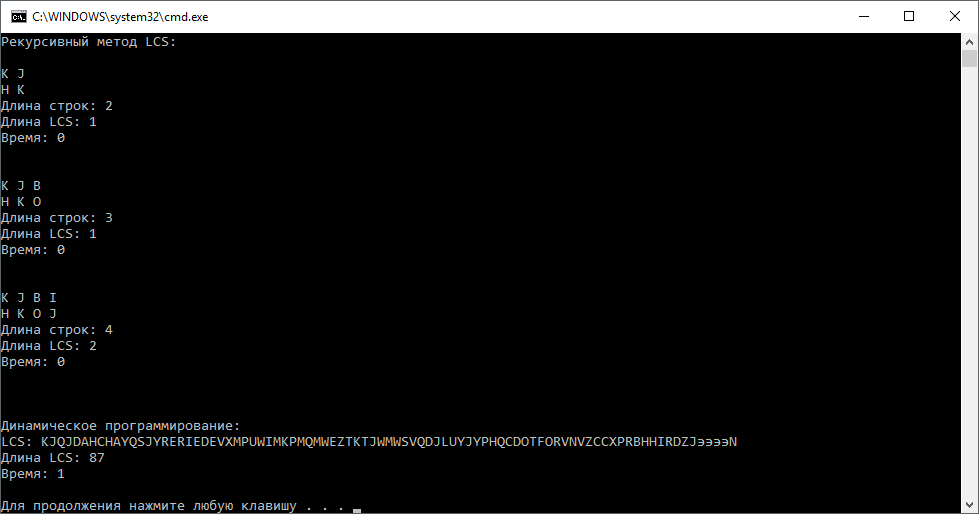 C:\WINDOWS\system32\cmd.exe
Рекурсивный метод LCS:
K J
H K
Длина строк: 2
Длина LCS: 1
Время: 0
K J B
H K O
Длина строк: 3
Длина LCS: 1
Время: 0
K J B I
H K O J
Длина строк: 4
Длина LCS: 2
Время: 0
Динамическое программирование:
LCS: KJQJDAHCHAYQSJYRERIEDEVXMPUWIMKPMQMWEZTKTJWMWSVQDJLUYJYPHQCDOTFORVNVZCCXPRBHHIRDZJээээN
Длина LCS: 87
Время: 1
Для продолжения нажмите любую клавишу . . .